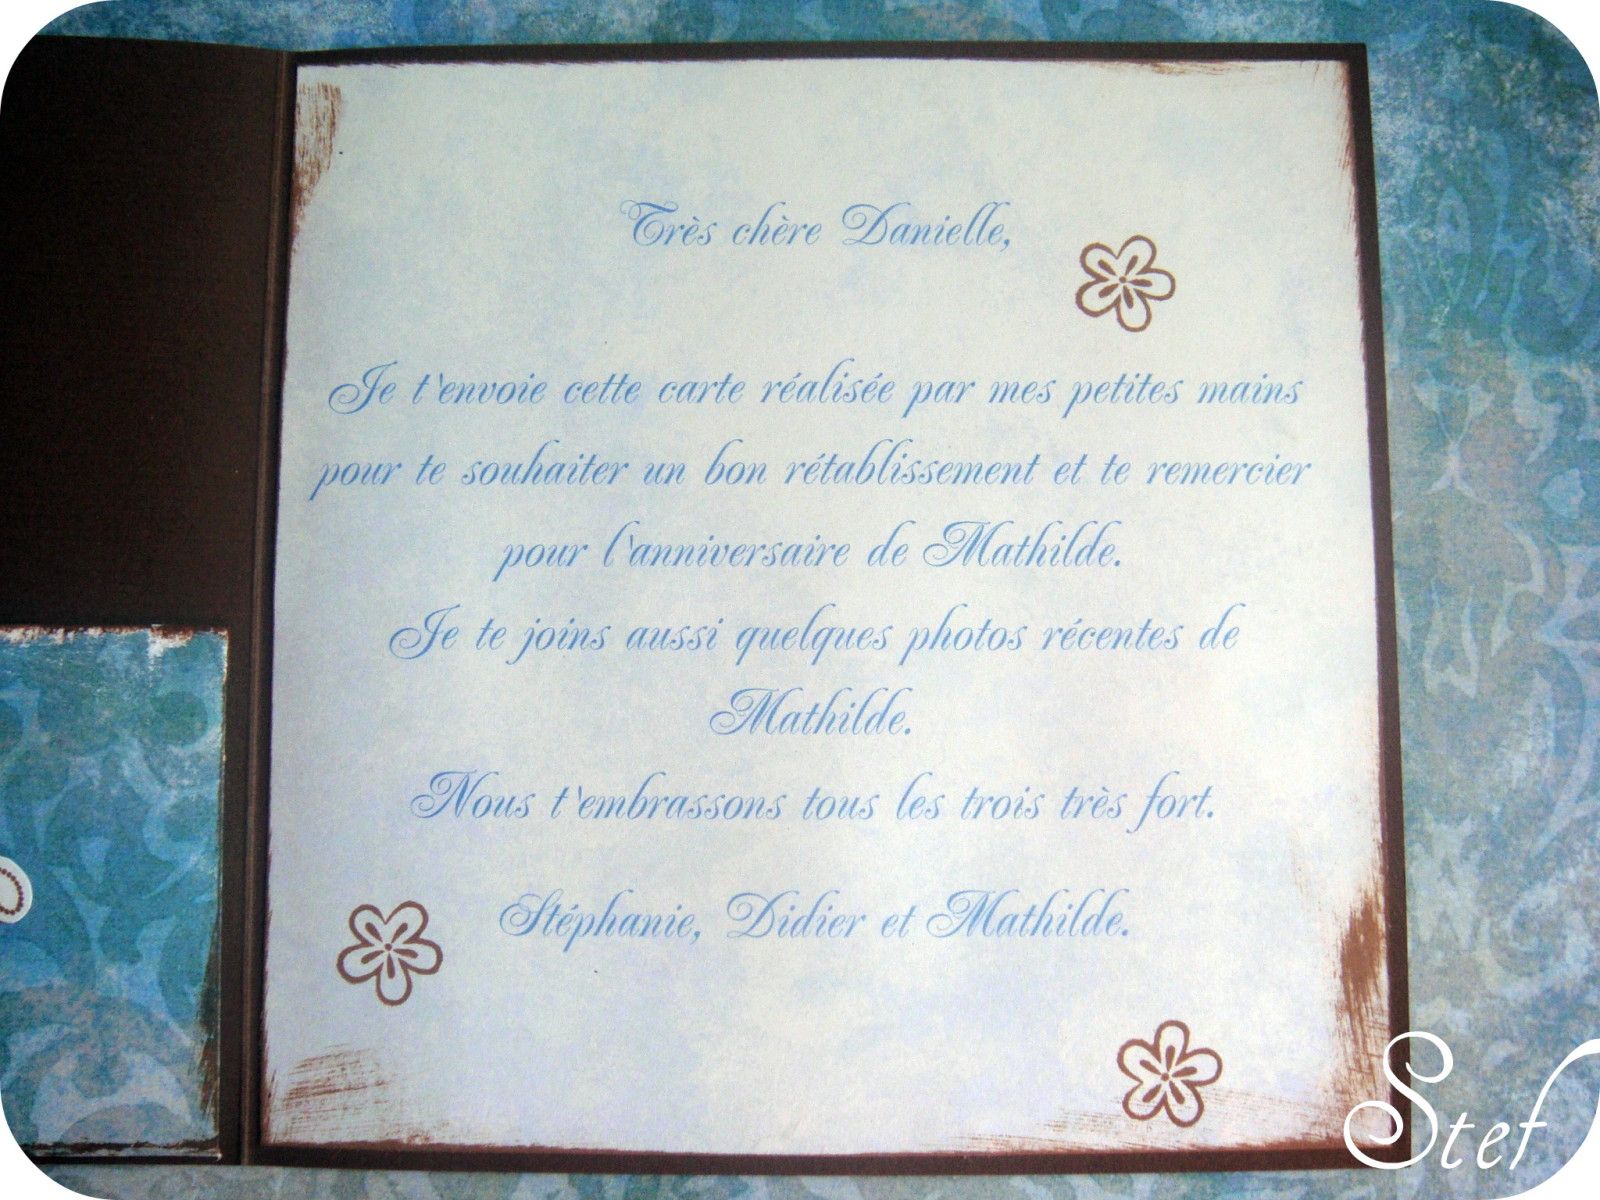 Très chère Danielle,
Je t'envoie cette carte réalisée par mes petites mains
pour te souhaiter un bon rétablissement et te remercier
pour l'anniversaire de Mathilde.
Je te joins aussi quelques photos récentes de
Mathilde.
Nous t'embrassons tous les trois très fort.
Stéphanie, Didier et Mathilde.
Stef